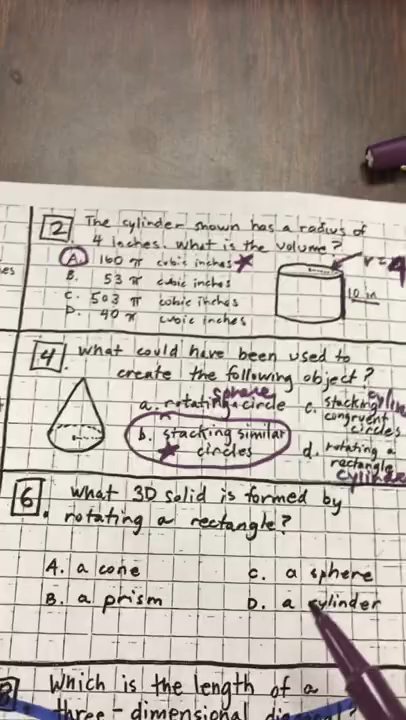 2 The cylinder shown has a radius of
4 inches. What is the volume?
A. 160 π cubic inches
B. 53 π cubic inches
C. 503 π cubic inches
D. 40 π cubic inches
r = 4
10 in
4. What could have been used to
create the following object?
sphere
a. rotating a circle
b. stacking similar
circles
c. stacking
congruent
circles
d. rotating a
rectangle
6. What 3D solid is formed by
rotating a rectangle?
A. a cone
B. a prism
C. a sphere
D. a cylinder
8. Which is the length of a
three-dimensional